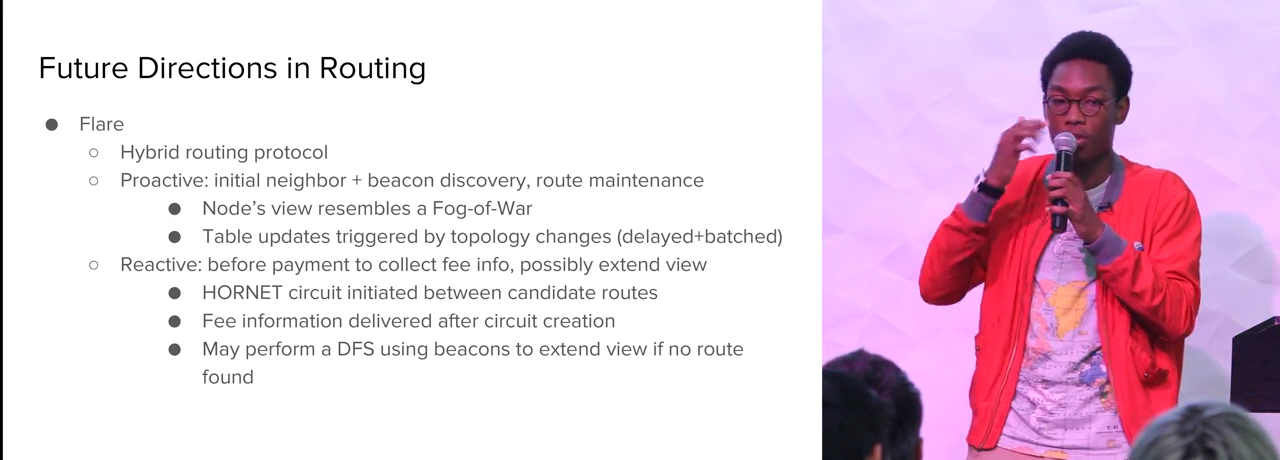 Future Directions in Routing
● Flare
○ Hybrid routing protocol
○ Proactive: initial neighbor + beacon discovery, route maintenance
● Node’s view resembles a Fog-of-War
● Table updates triggered by topology changes (delayed+batched)
○ Reactive: before payment to collect fee info, possibly extend view
● HORNET circuit initiated between candidate routes
● Fee information delivered after circuit creation
● May perform a DFS using beacons to extend view if no route
found